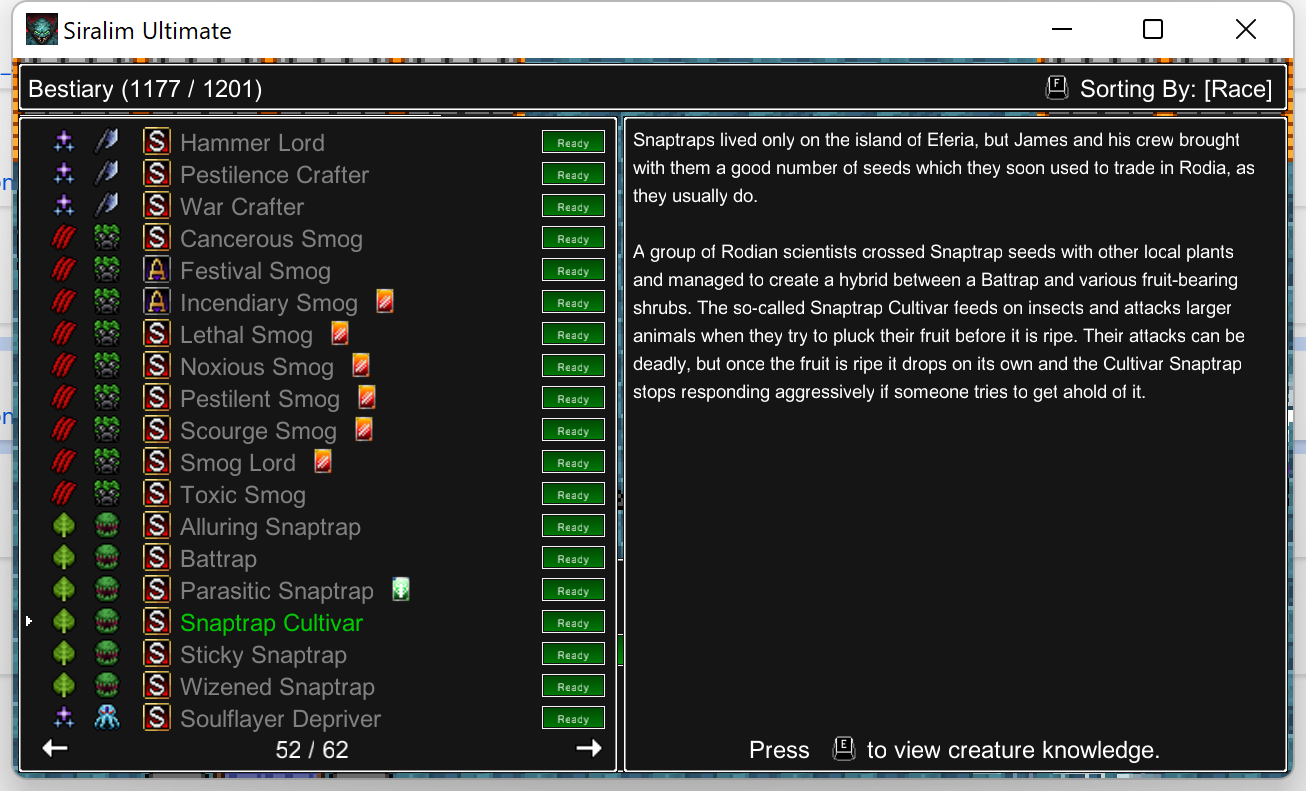 Siralim Ultimate
Bestiary (1177 / 1201)
F Sorting By: [Race]
S Hammer Lord Ready
S Pestilence Crafter Ready
S War Crafter Ready
S Cancerous Smog Ready
A Festival Smog Ready
A Incendiary Smog Ready
S Lethal Smog Ready
S Noxious Smog Ready
S Pestilent Smog Ready
S Scourge Smog Ready
S Smog Lord Ready
S Toxic Smog Ready
S Alluring Snaptrap Ready
S Battrap Ready
S Parasitic Snaptrap Ready
S Snaptrap Cultivar Ready
S Sticky Snaptrap Ready
S Wizened Snaptrap Ready
S Soulflayer Depriver Ready
52 / 62
Snaptraps lived only on the island of Eferia, but James and his crew brought
with them a good number of seeds which they soon used to trade in Rodia, as
they usually do.
A group of Rodian scientists crossed Snaptrap seeds with other local plants
and managed to create a hybrid between a Battrap and various fruit-bearing
shrubs. The so-called Snaptrap Cultivar feeds on insects and attacks larger
animals when they try to pluck their fruit before it is ripe. Their attacks can be
deadly, but once the fruit is ripe it drops on its own and the Cultivar Snaptrap
stops responding aggressively if someone tries to get ahold of it.
Press E to view creature knowledge.